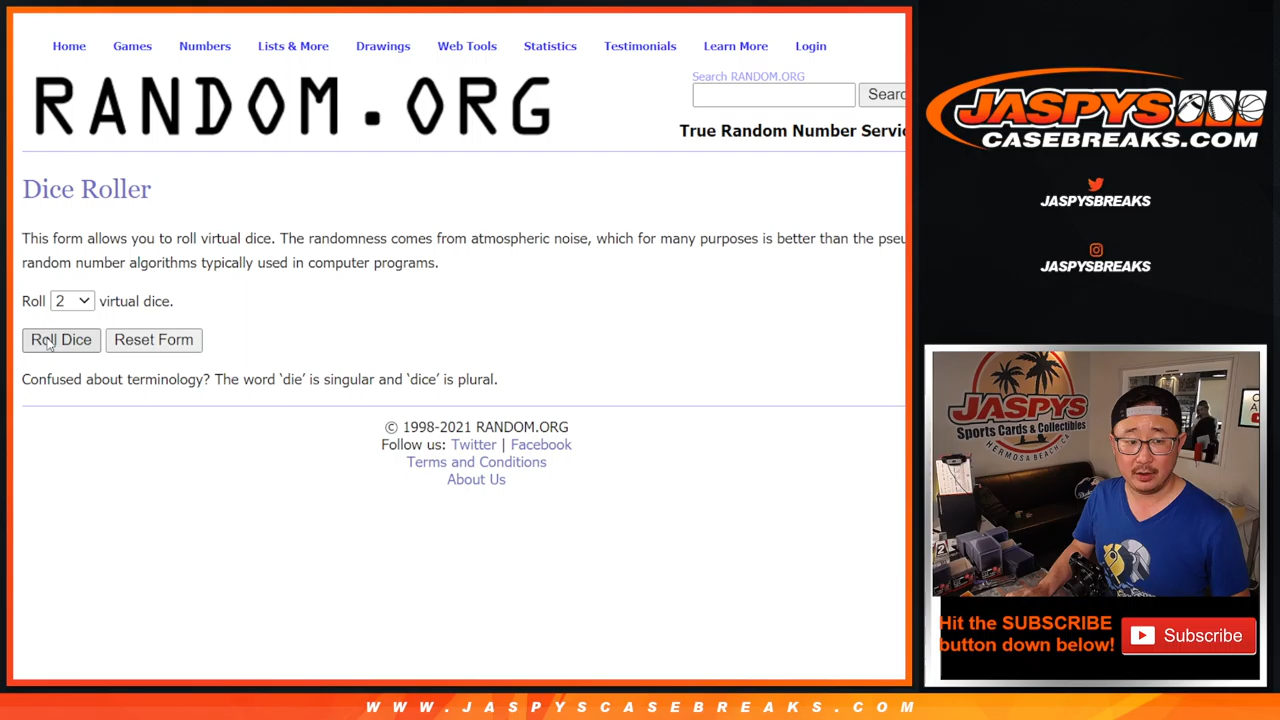 Home Games Numbers Lists & More Drawings Web Tools Statistics Testimonials Learn More Login
RANDOM.ORG
Search RANDOM.ORG
Searc
True Random Number Servic
Dice Roller
This form allows you to roll virtual dice. The randomness comes from atmospheric noise, which for many purposes is better than the pseu
random number algorithms typically used in computer programs.
Roll 2 virtual dice.
Roll Dice Reset Form
Confused about terminology? The word ‘die’ is singular and ‘dice’ is plural.
© 1998-2021 RANDOM.ORG
Follow us: Twitter | Facebook
Terms and Conditions
About Us
JASPYS
CASEBREAKS.COM
JASPYSBREAKS
JASPYSBREAKS
JASPYS
Sports Cards & Collectibles
HERMOSA BEACH, CA
Hit the SUBSCRIBE
button down below!
Subscribe
WWW.JASPYSCASEBREAKS.COM